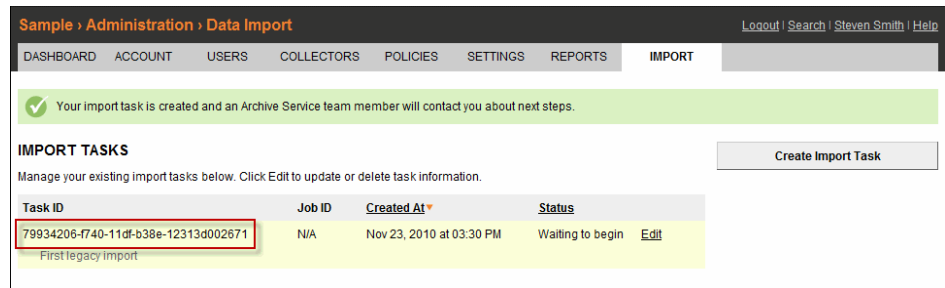 Sample › Administration › Data Import
Logout | Search | Steven Smith | Help
DASHBOARD ACCOUNT USERS COLLECTORS POLICIES SETTINGS REPORTS IMPORT
Your import task is created and an Archive Service team member will contact you about next steps.
IMPORT TASKS
Create Import Task
Manage your existing import tasks below. Click Edit to update or delete task information.
Task ID Job ID Created At Status
79934206-f740-11df-b38e-12313d002671 N/A Nov 23, 2010 at 03:30 PM Waiting to begin Edit
First legacy import